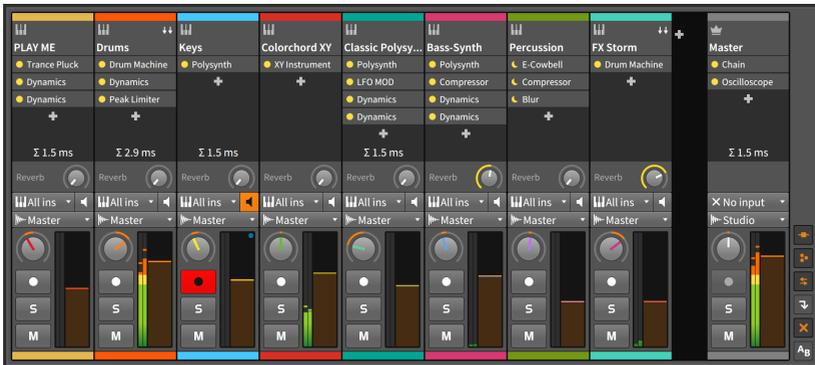 PLAY ME Drums Keys Colorchord XY Classic Polysy... Bass-Synth Percussion FX Storm Master
Trance Pluck Drum Machine Polysynth XY Instrument Polysynth Polysynth E-Cowbell Drum Machine Chain
Dynamics Dynamics LFO MOD Compressor Compressor Oscilloscope
Dynamics Peak Limiter Dynamics Dynamics Blur
Dynamics Dynamics
Σ 1.5 ms Σ 2.9 ms Σ 1.5 ms Σ 1.5 ms Σ 1.5 ms
Reverb Reverb Reverb Reverb Reverb Reverb Reverb Reverb
All ins All ins All ins All ins All ins All ins All ins All ins No input
Master Master Master Master Master Master Master Master Studio
S S S S S S S S S
M M M M M M M M M
AB